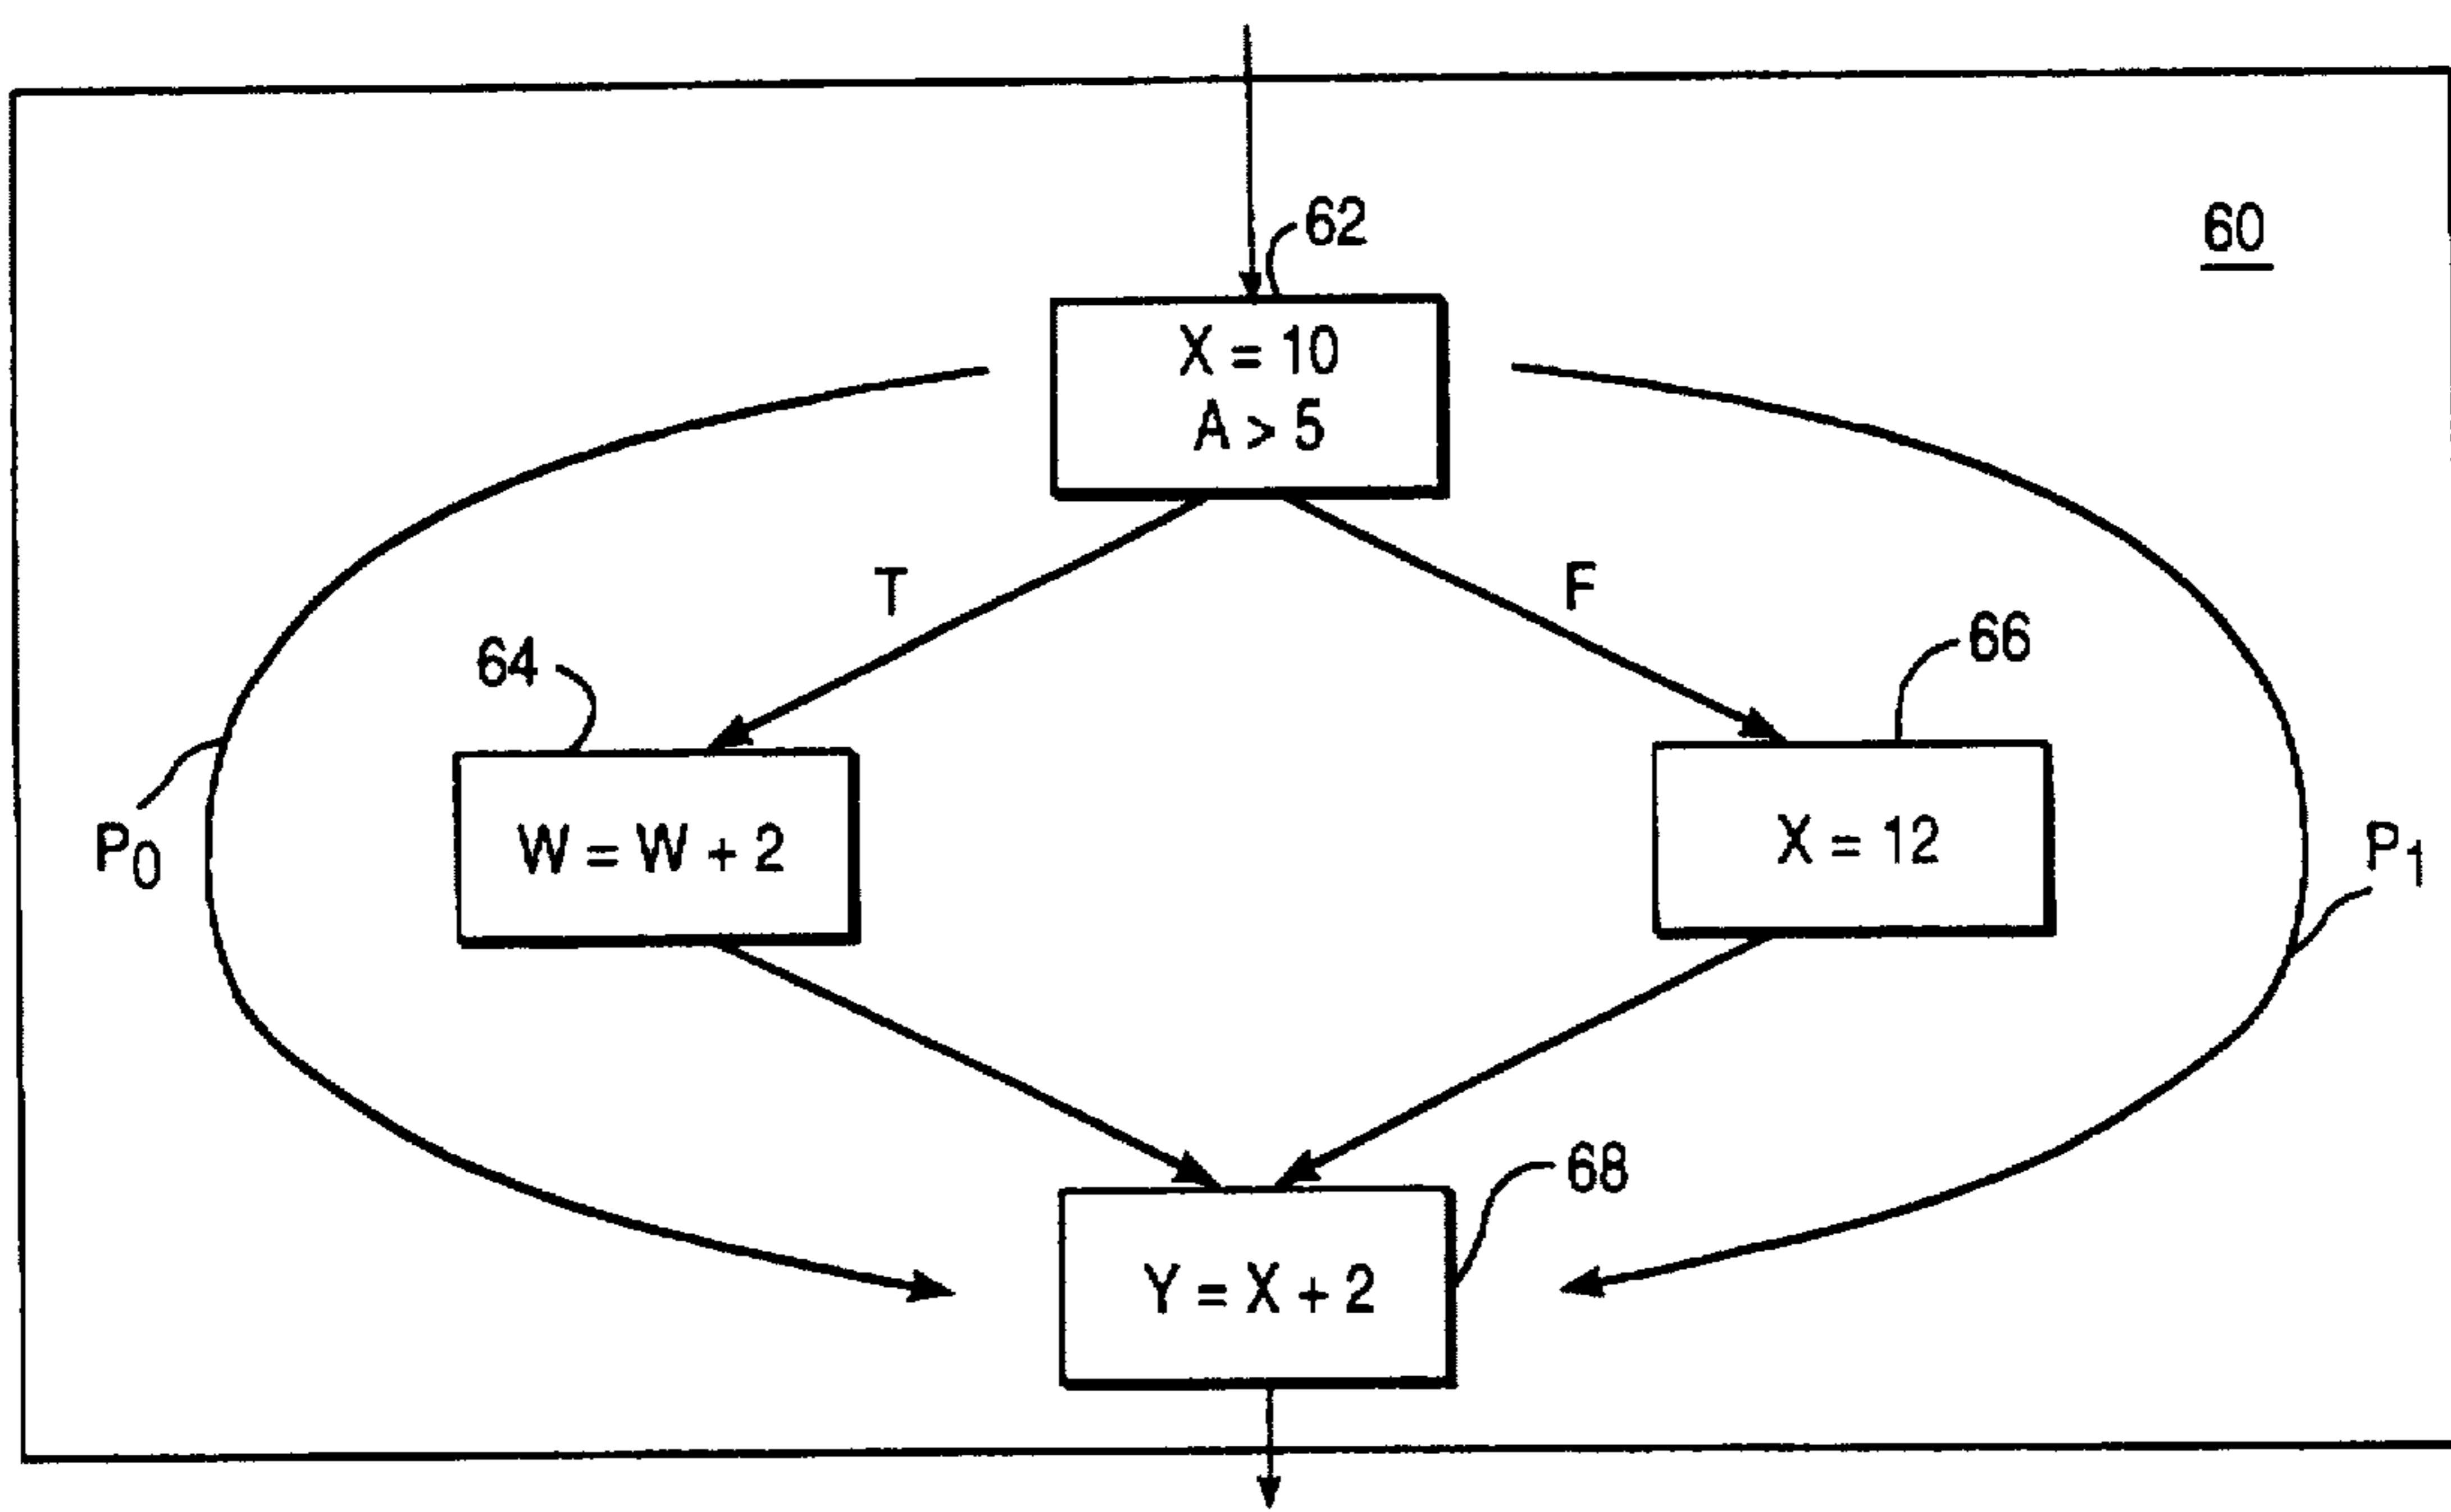 62
60
X = 10
A > 5
T
F
64
66
W = W + 2
X = 12
P0
P1
68
Y = X + 2